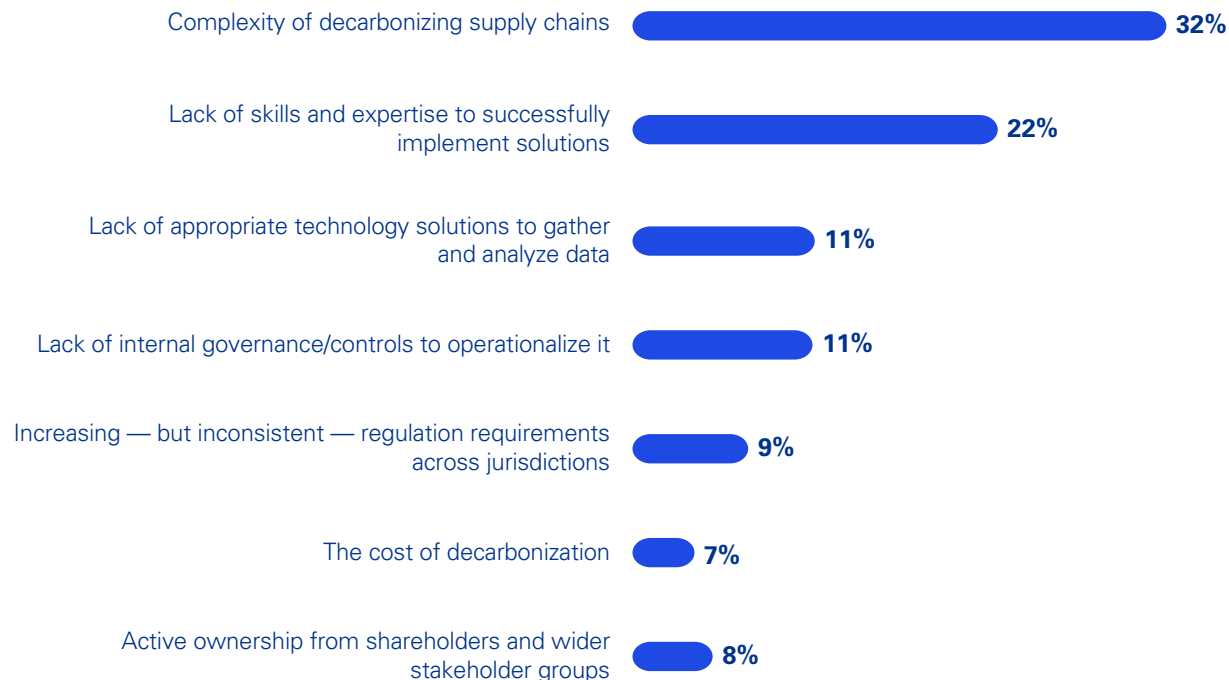 Complexity of decarbonizing supply chains
32%
Lack of skills and expertise to successfully
implement solutions
22%
Lack of appropriate technology solutions to gather
and analyze data
11%
Lack of internal governance/controls to operationalize it
11%
Increasing — but inconsistent — regulation requirements
across jurisdictions
9%
The cost of decarbonization
7%
Active ownership from shareholders and wider
stakeholder groups
8%